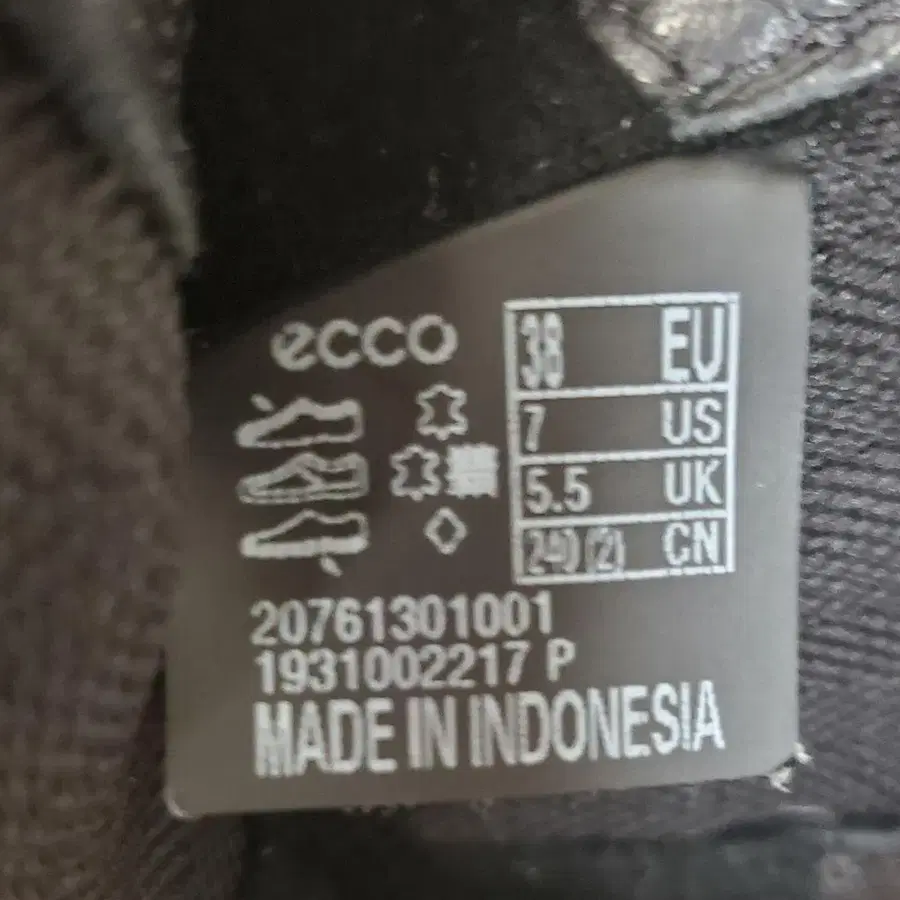 ecco
38 EU
7 US
5.5 UK
240 (2) CN
20761301001
1931002217 P
MADE IN INDONESIA